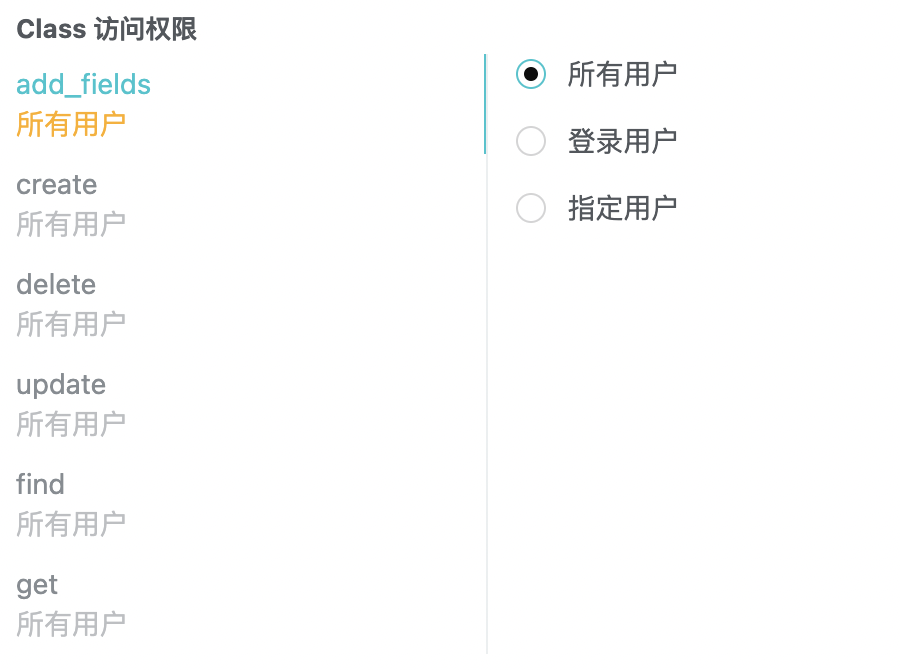 Class 访问权限
add_fields
所有用户
create
所有用户
delete
所有用户
update
所有用户
find
所有用户
get
所有用户
所有用户
登录用户
指定用户